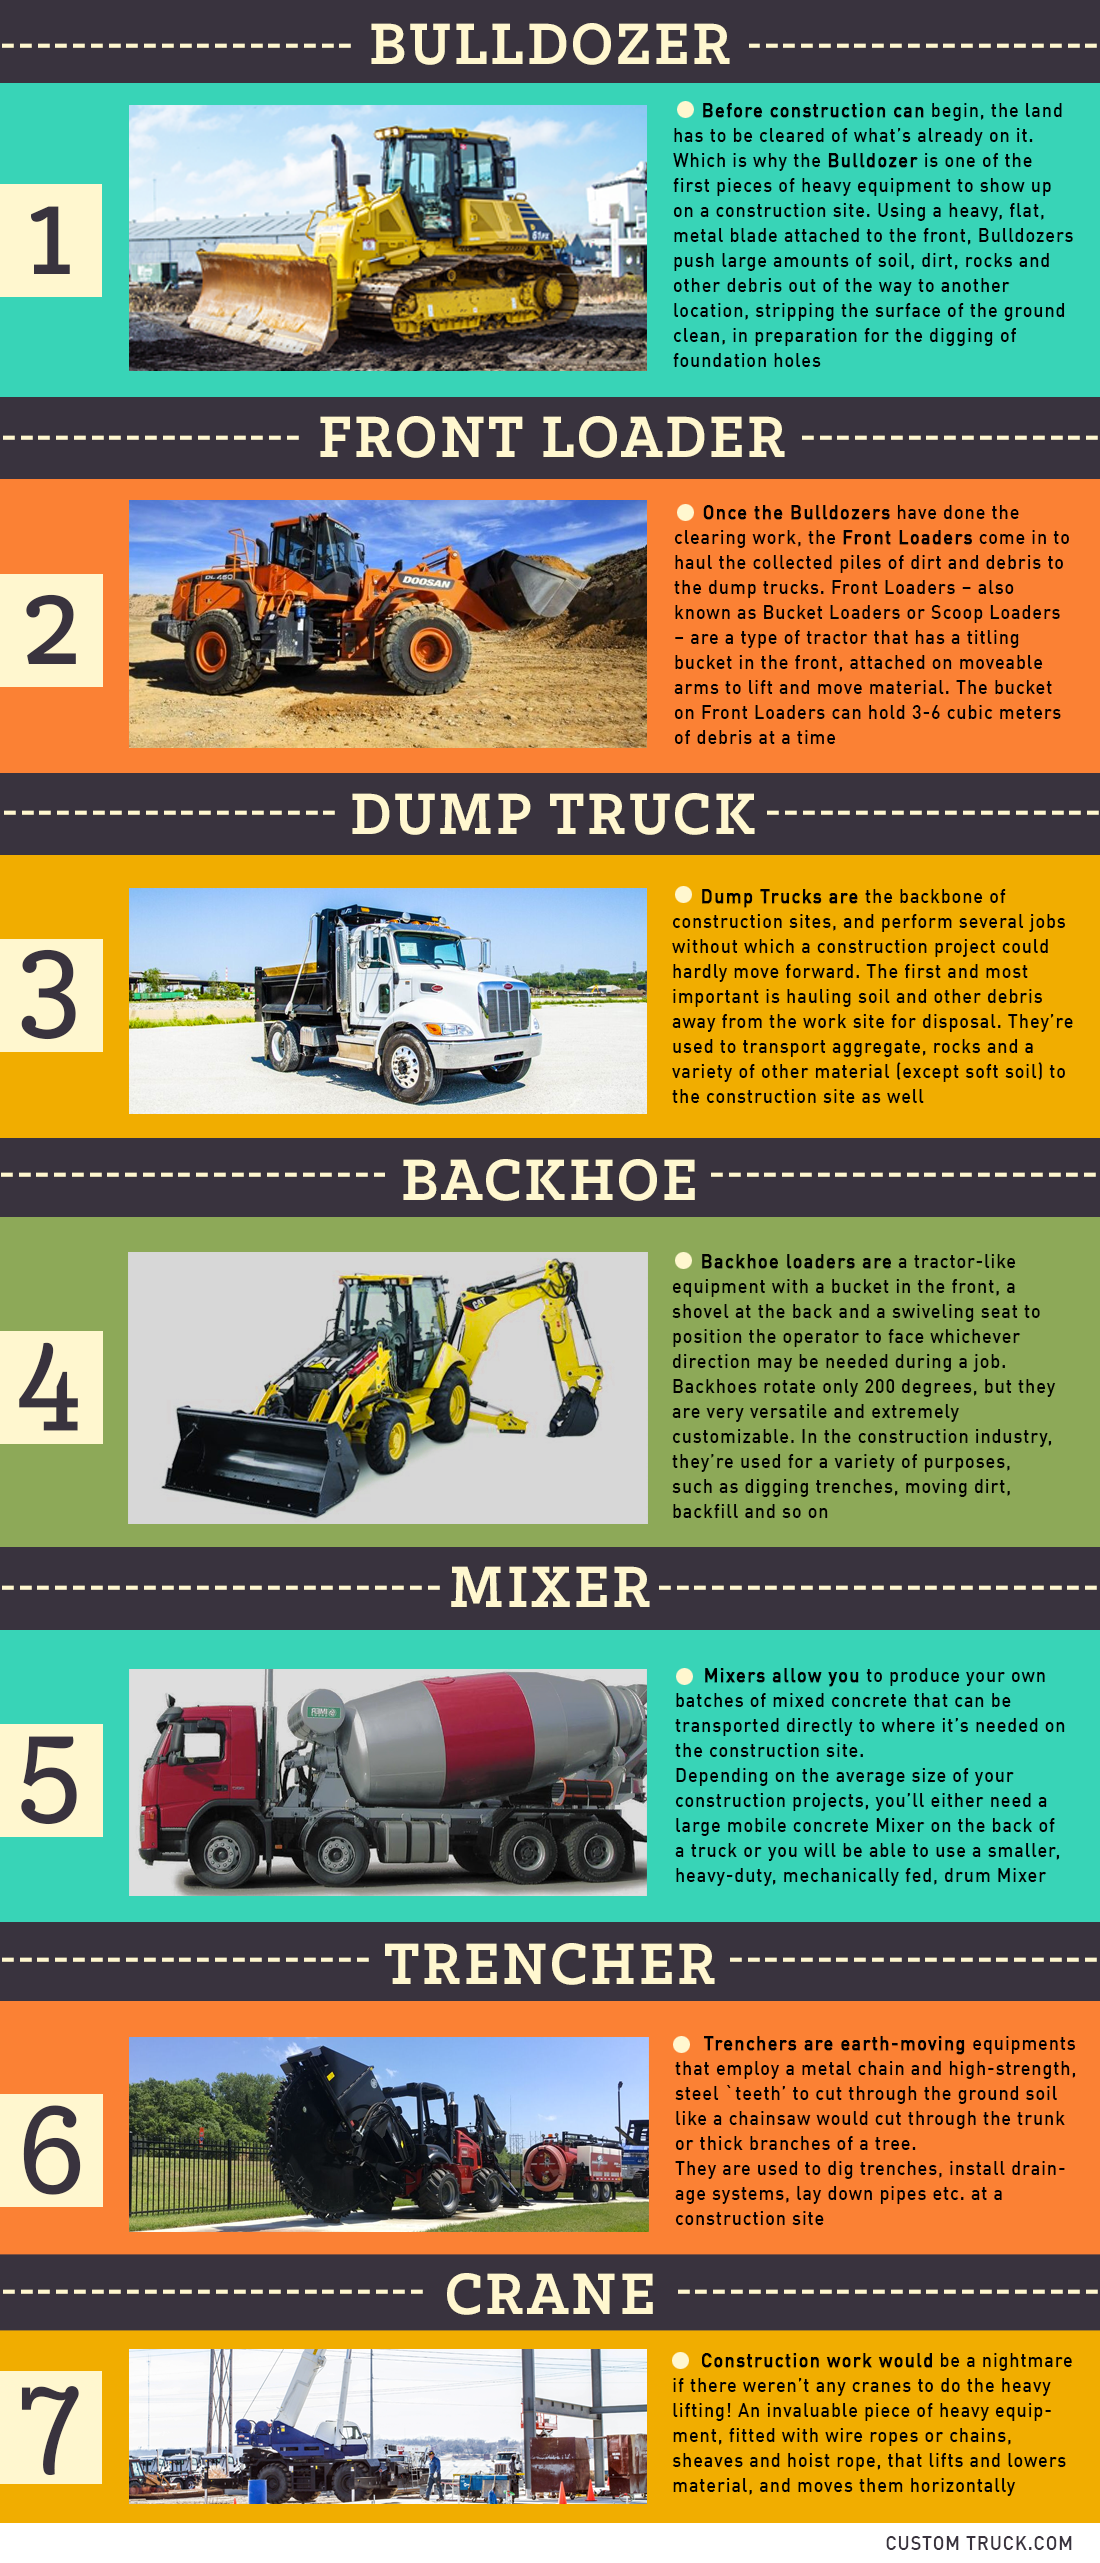 BULLDOZER
1
Before construction can begin, the land
has to be cleared of what's already on it.
Which is why the Bulldozer is one of the
first pieces of heavy equipment to show up
on a construction site. Using a heavy, flat,
metal blade attached to the front, Bulldozers
push large amounts of soil, dirt, rocks and
other debris out of the way to another
location, stripping the surface of the ground
clean, in preparation for the digging of
foundation holes
KOMATSU
61PX
FRONT LOADER
2
Once the Bulldozers have done the
clearing work, the Front Loaders come in to
haul the collected piles of dirt and debris to
the dump trucks. Front Loaders – also
known as Bucket Loaders or Scoop Loaders
– are a type of tractor that has a titling
bucket in the front, attached on moveable
arms to lift and move material. The bucket
on Front Loaders can hold 3-6 cubic meters
of debris at a time
DL 450
DOOSAN
DUMP TRUCK
3
Dump Trucks are the backbone of
construction sites, and perform several jobs
without which a construction project could
hardly move forward. The first and most
important is hauling soil and other debris
away from the work site for disposal. They're
used to transport aggregate, rocks and a
variety of other material (except soft soil) to
the construction site as well
BACKHOE
4
Backhoe loaders are a tractor-like
equipment with a bucket in the front, a
shovel at the back and a swiveling seat to
position the operator to face whichever
direction may be needed during a job.
Backhoes rotate only 200 degrees, but they
are very versatile and extremely
customizable. In the construction industry,
they're used for a variety of purposes,
such as digging trenches, moving dirt,
backfill and so on
CAT
MIXER
5
Mixers allow you to produce your own
batches of mixed concrete that can be
transported directly to where it's needed on
the construction site.
Depending on the average size of your
construction projects, you'll either need a
large mobile concrete Mixer on the back of
a truck or you will be able to use a smaller,
heavy-duty, mechanically fed, drum Mixer
TRENCHER
6
Trenchers are earth-moving equipments
that employ a metal chain and high-strength,
steel `teeth' to cut through the ground soil
like a chainsaw would cut through the trunk
or thick branches of a tree.
They are used to dig trenches, install drain-
age systems, lay down pipes etc. at a
construction site
CRANE
7
Construction work would be a nightmare
if there weren't any cranes to do the heavy
lifting! An invaluable piece of heavy equip-
ment, fitted with wire ropes or chains,
sheaves and hoist rope, that lifts and lowers
material, and moves them horizontally
CUSTOM TRUCK.COM